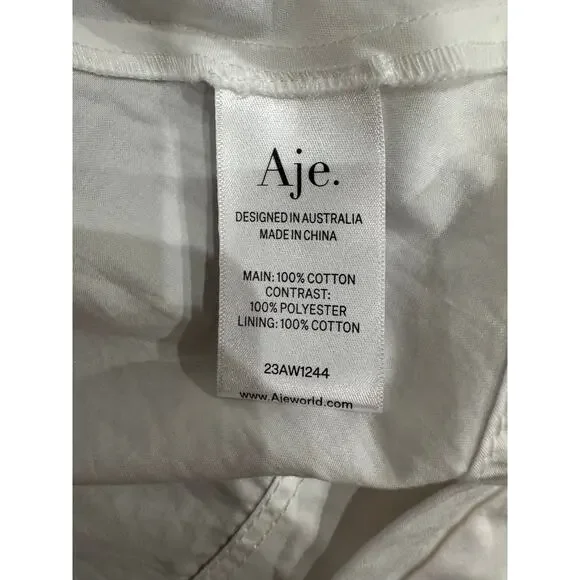 Aje.
DESIGNED IN AUSTRALIA
MADE IN CHINA
MAIN: 100% COTTON
CONTRAST:
100% POLYESTER
LINING: 100% COTTON
23AW1244
www.Ajeworld.com